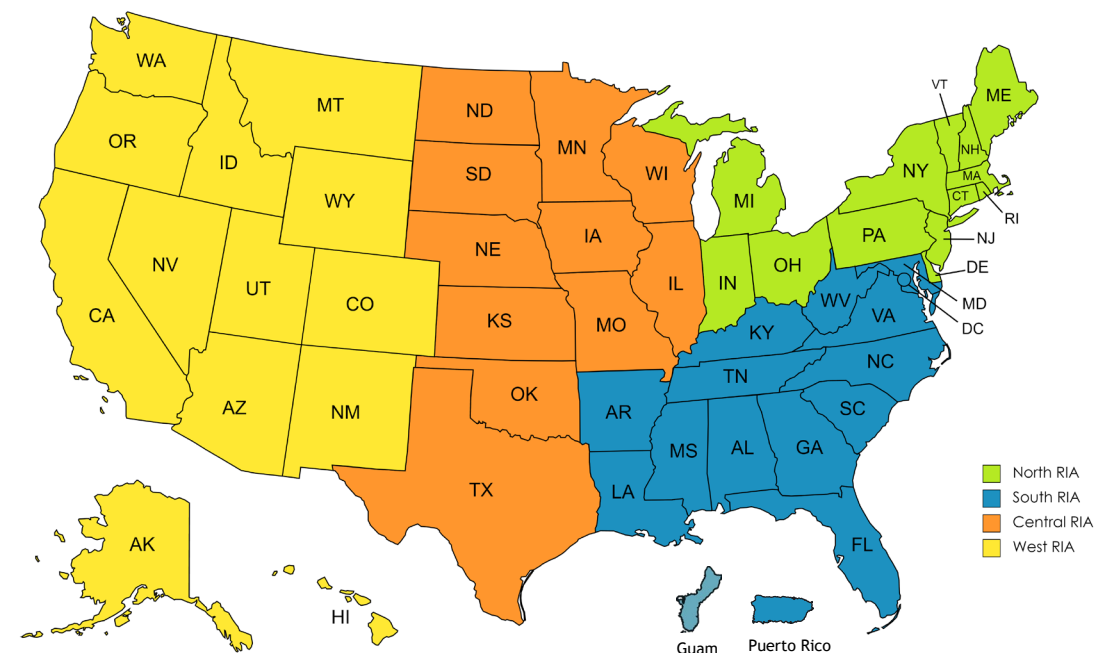 WA
MT
ND
MN
ME
VT
NH
OR
ID
SD
WI
NY
MA
CT
RI
WY
MI
NE
IA
PA
NJ
NV
UT
CO
IL
IN
OH
DE
CA
KS
MO
WV
VA
MD
DC
KY
AZ
NM
OK
AR
TN
NC
SC
TX
LA
MS
AL
GA
FL
North RIA
South RIA
Central RIA
West RIA
AK
HI
Guam
Puerto Rico